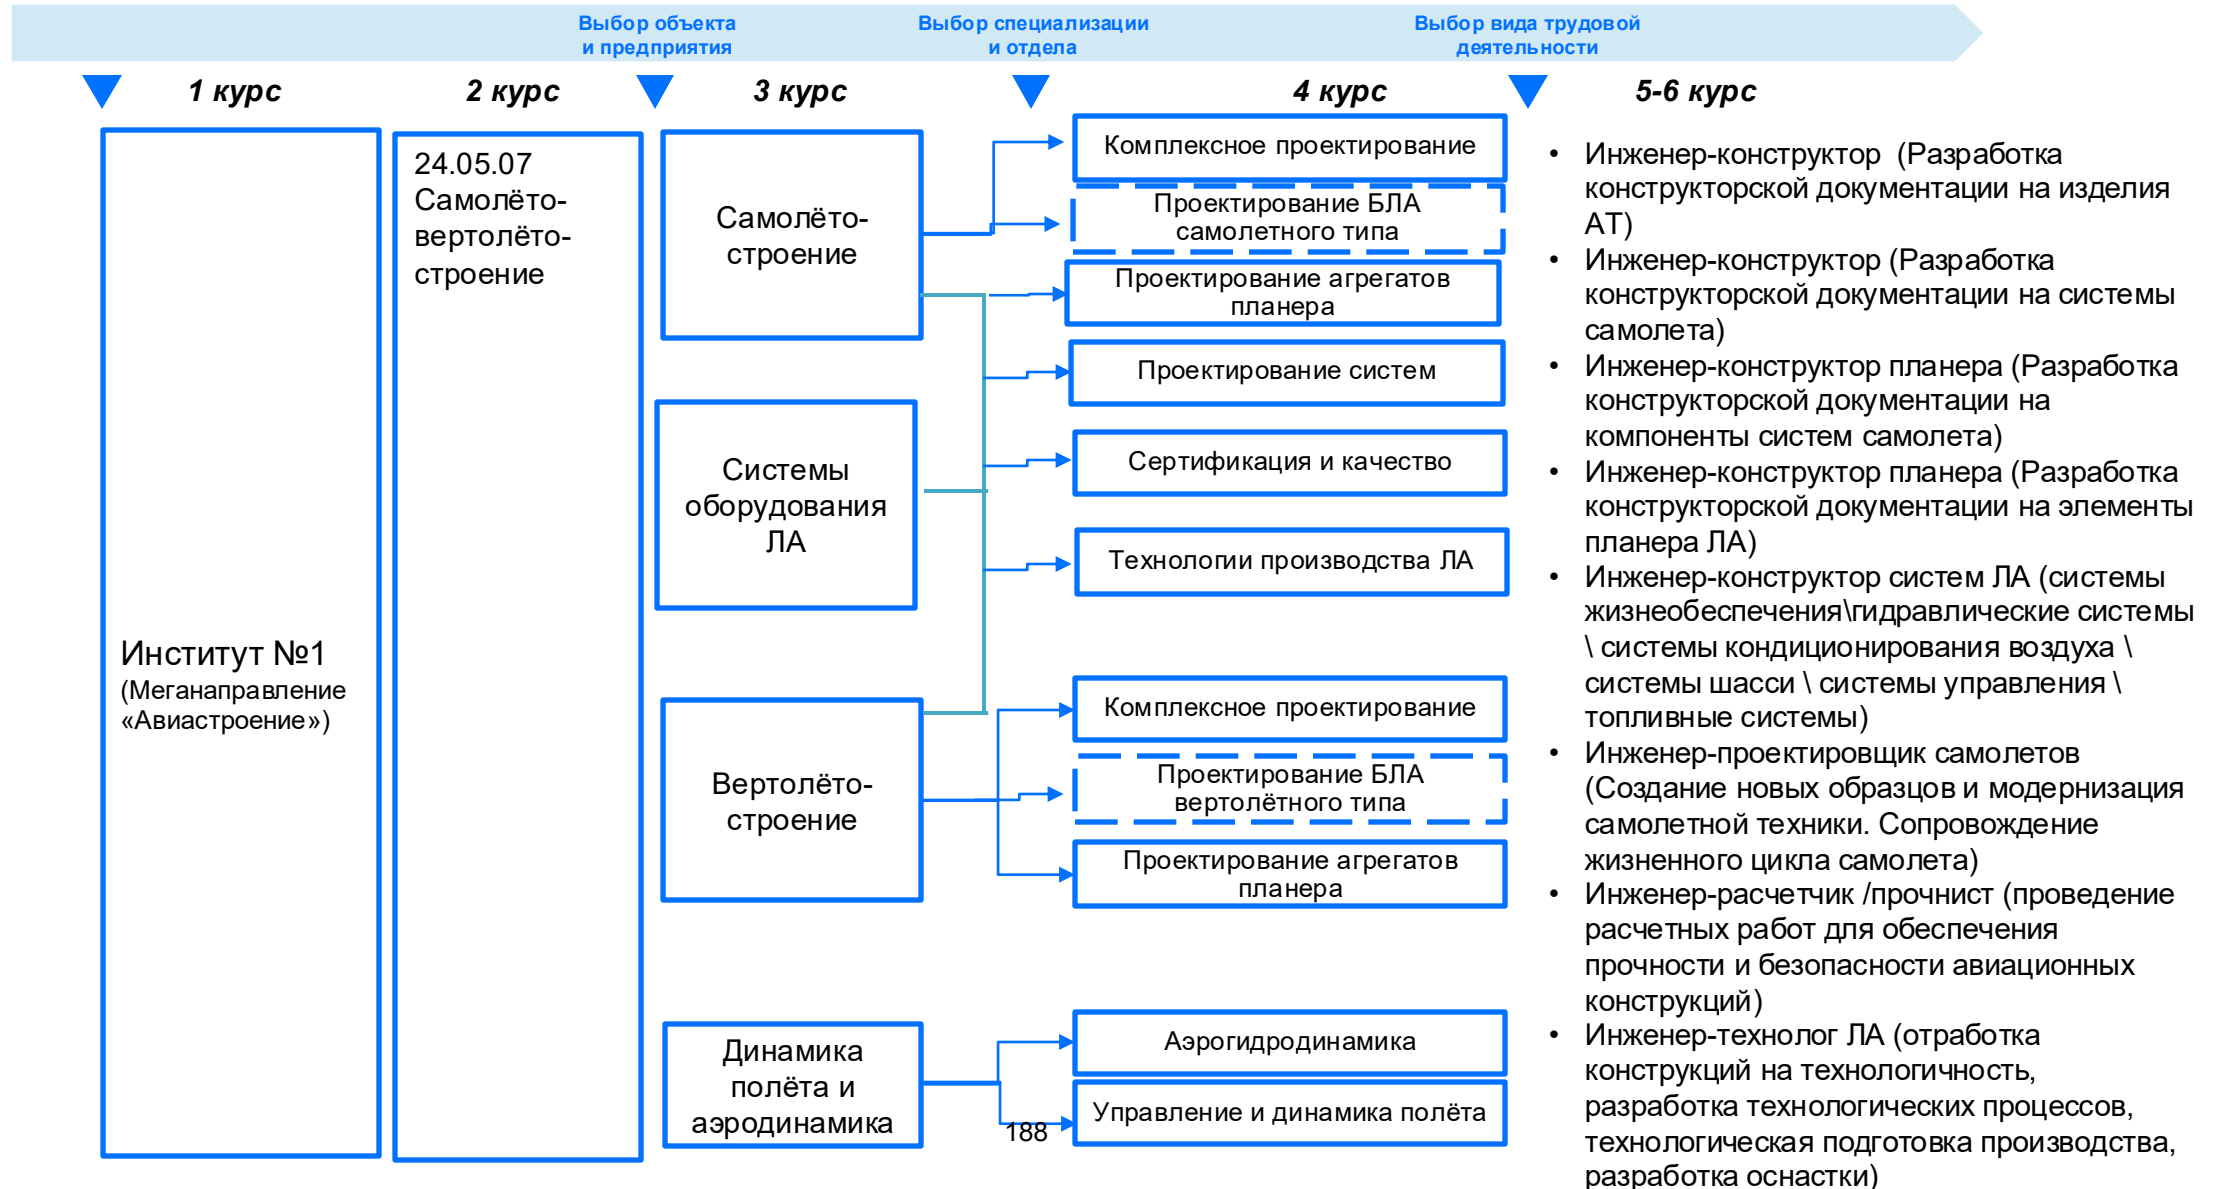 Выбор объекта
и предприятия
Выбор специализации
и отдела
Выбор вида трудовой
деятельности
1 курс
2 курс
3 курс
4 курс
5-6 курс
Институт №1
(Меганаправление
«Авиастроение»)
24.05.07
Самолёто-
вертолёто-
строение
Самолёто-
строение
Системы
оборудования
ЛА
Вертолёто-
строение
Динамика
полёта и
аэродинамика
Комплексное проектирование
Проектирование БЛА
самолетного типа
Проектирование агрегатов
планера
Проектирование систем
Сертификация и качество
Технологии производства ЛА
Комплексное проектирование
Проектирование БЛА
вертолётного типа
Проектирование агрегатов
планера
Аэрогидродинамика
Управление и динамика полёта
188
• Инженер-конструктор (Разработка
конструкторской документации на изделия
АТ)
• Инженер-конструктор (Разработка
конструкторской документации на системы
самолета)
• Инженер-конструктор планера (Разработка
конструкторской документации на
компоненты систем самолета)
• Инженер-конструктор планера (Разработка
конструкторской документации на элементы
планера ЛА)
• Инженер-конструктор систем ЛА (системы
жизнеобеспечения\гидравлические системы
\ системы кондиционирования воздуха \
системы шасси \ системы управления \
топливные системы)
• Инженер-проектировщик самолетов
(Создание новых образцов и модернизация
самолетной техники. Сопровождение
жизненного цикла самолета)
• Инженер-расчетчик /прочнист (проведение
расчетных работ для обеспечения
прочности и безопасности авиационных
конструкций)
• Инженер-технолог ЛА (отработка
конструкций на технологичность,
разработка технологических процессов,
технологическая подготовка производства,
разработка оснастки)